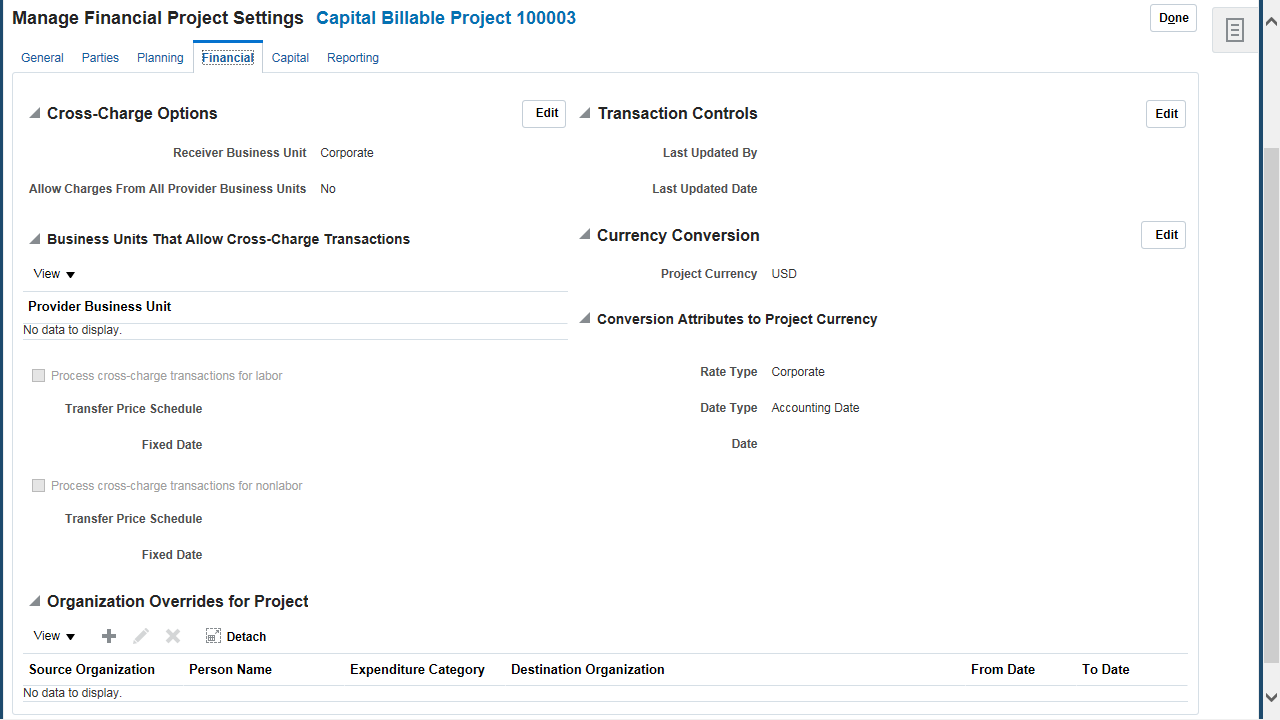 Manage Financial Project Settings Capital Billable Project 100003
Done
General Parties Planning Financial Capital Reporting
Cross-Charge Options
Edit
Receiver Business Unit Corporate
Allow Charges From All Provider Business Units No
Business Units That Allow Cross-Charge Transactions
View
Provider Business Unit
No data to display.
Process cross-charge transactions for labor
Transfer Price Schedule
Fixed Date
Process cross-charge transactions for nonlabor
Transfer Price Schedule
Fixed Date
Transaction Controls
Edit
Last Updated By
Last Updated Date
Currency Conversion
Edit
Project Currency USD
Conversion Attributes to Project Currency
Rate Type Corporate
Date Type Accounting Date
Date
Organization Overrides for Project
View Detach
Source Organization Person Name Expenditure Category Destination Organization From Date To Date
No data to display.